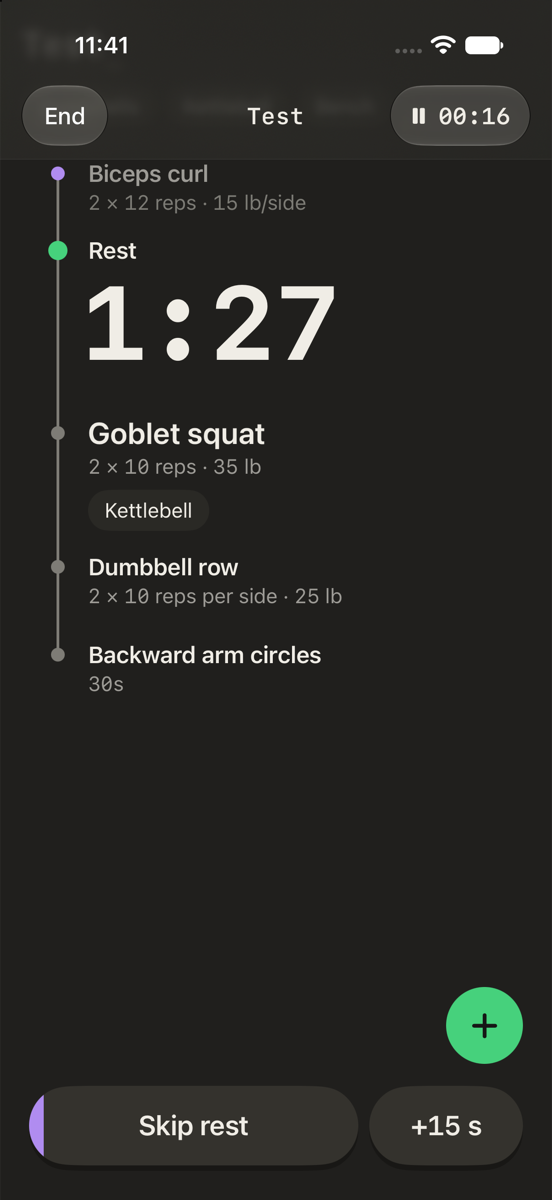 11:41
End
Test
00:16
Biceps curl
2 × 12 reps · 15 lb/side
Rest
1:27
Goblet squat
2 × 10 reps · 35 lb
Kettlebell
Dumbbell row
2 × 10 reps per side · 25 lb
Backward arm circles
30s
+
Skip rest
+15 s